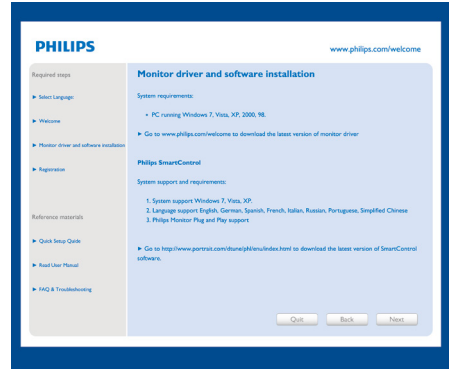 PHILIPS
www.philips.com/welcome
Required steps
► Select Language:
► Welcome
► Monitor driver and software installation
► Registration
Reference materials
► Quick Setup Guide
► Read User Manual
► FAQ & Troubleshooting
Monitor driver and software installation
System requirements:
• PC running Windows 7, Vista, XP, 2000, 98.
► Go to www.philips.com/welcome to download the latest version of monitor driver
Philips SmartControl
System support and requirements:
1. System support Windows 7, Vista, XP.
2. Language support English, German, Spanish, French, Italian, Russian, Portuguese, Simplified Chinese
3. Philips Monitor Plug and Play support
► Go to http://www.portrait.com/dtune/phl/enu/index.html to download the latest version of SmartControl
software.
Quit
Back
Next